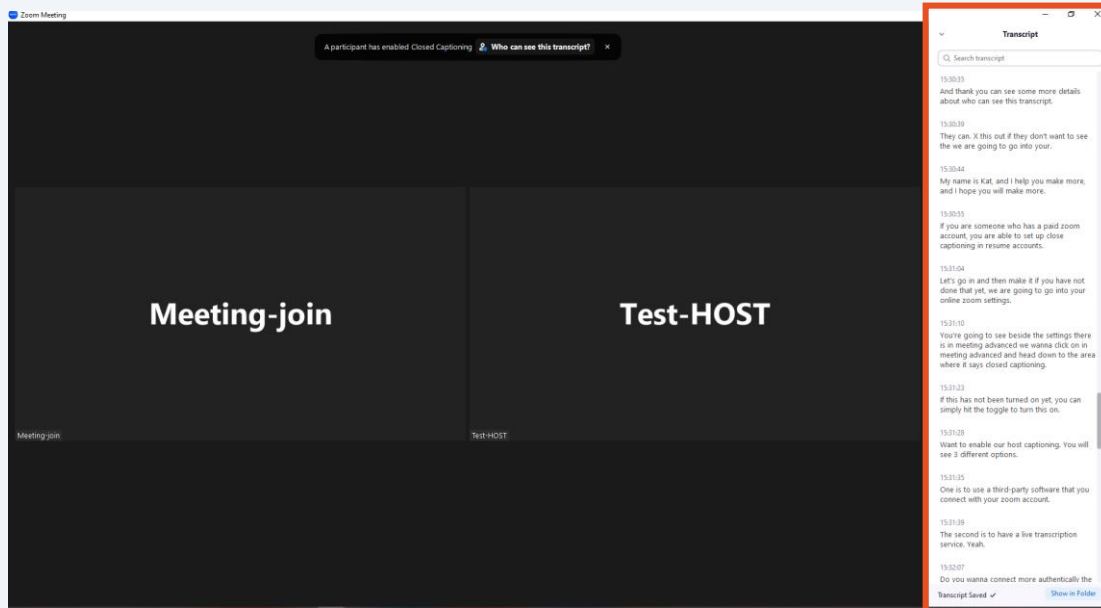 Zoom Meeting
A participant has enabled Closed Captioning Who can see this transcript? ×
Meeting-join
Test-HOST
Meeting-join
Test-HOST
Transcript
Search transcript
15:30:35
And thank you can see some more details
about who can see this transcript.
15:30:39
They can. X this out if they don't want to see
the we are going to go into your.
15:30:44
My name is Kat, and I help you make more,
and I hope you will make more.
15:30:55
If you are someone who has a paid zoom
account, you are able to set up close
captioning in resume accounts.
15:31:04
Let's go in and then make it if you have not
done that yet, we are going to go into your
online zoom settings.
15:31:10
You're going to see beside the settings there
is in meeting advanced we wanna click on in
meeting advanced and head down to the area
where it says closed captioning.
15:31:23
If this has not been turned on yet, you can
simply hit the toggle to turn this on.
15:31:28
Want to enable our host captioning. You will
see 3 different options.
15:31:35
One is to use a third-party software that you
connect with your zoom account.
15:31:39
The second is to have a live transcription
service. Yeah.
15:32:07
Do you wanna connect more authentically the
Transcript Saved ✓ Show in Folder